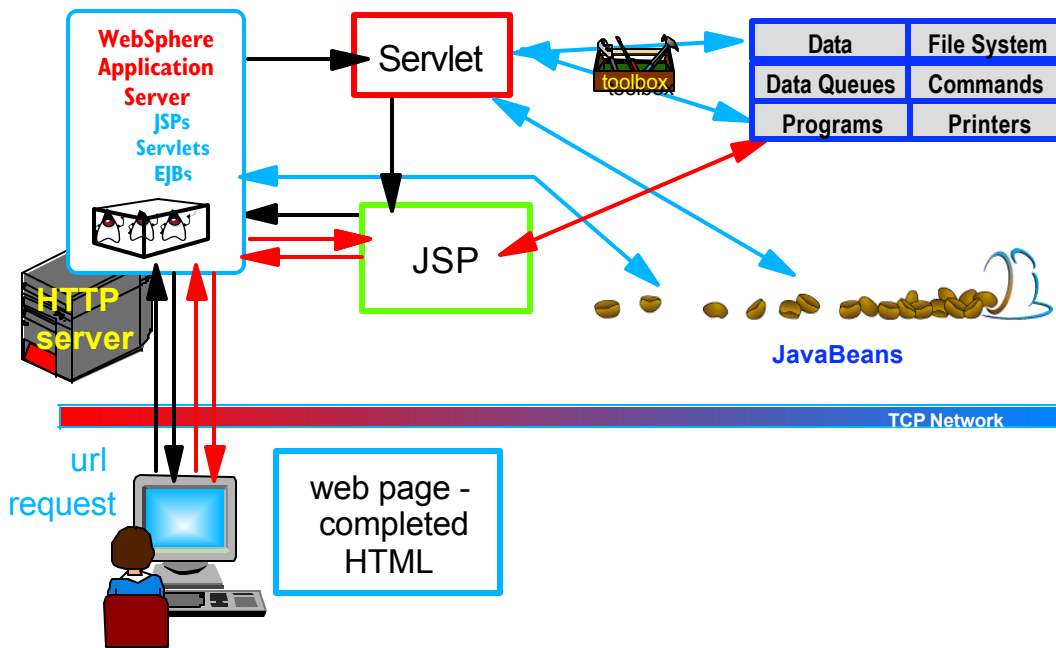 WebSphere
Application
Server
JSPs
Servlets
EJBs
HTTP
server
Servlet
JSP
toolbox
toolbox
Data
File System
Data Queues
Commands
Programs
Printers
JavaBeans
TCP Network
url
request
web page -
completed
HTML